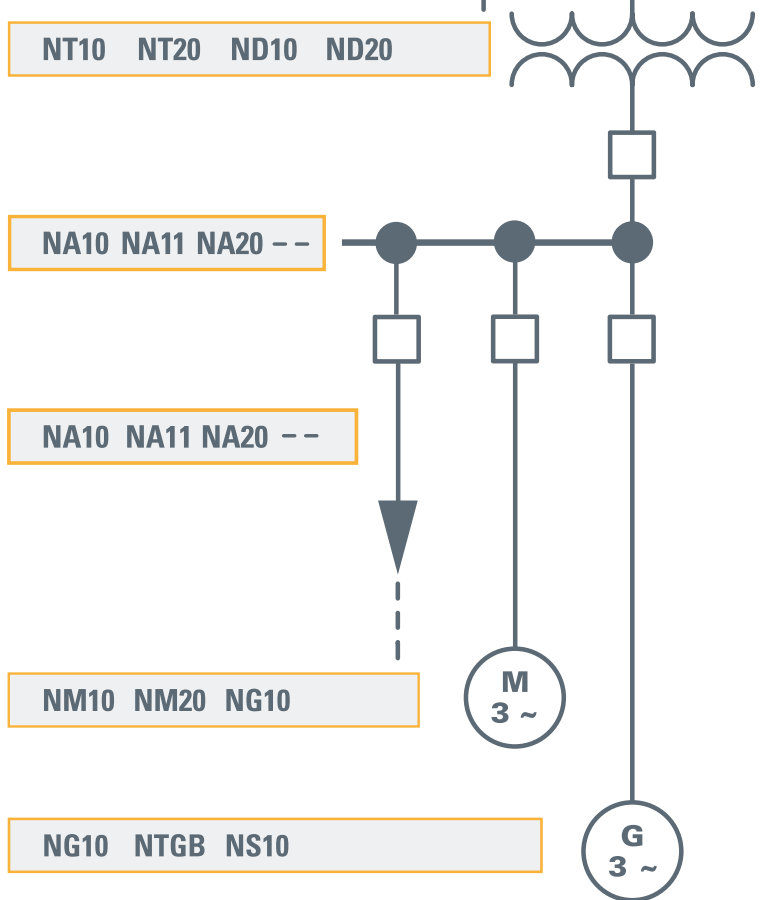 NT10 NT20 ND10 ND20
NA10 NA11 NA20 – –
NA10 NA11 NA20 – –
M
3 ~
NM10 NM20 NG10
G
3 ~
NG10 NTGB NS10